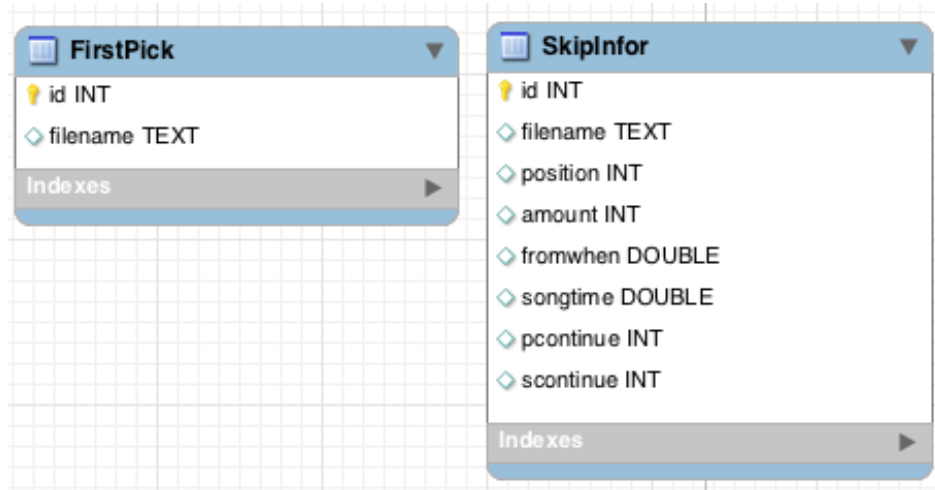 FirstPick
id INT
filename TEXT
Indexes
SkipInfor
id INT
filename TEXT
position INT
amount INT
fromwhen DOUBLE
songtime DOUBLE
pcontinue INT
scontinue INT
Indexes